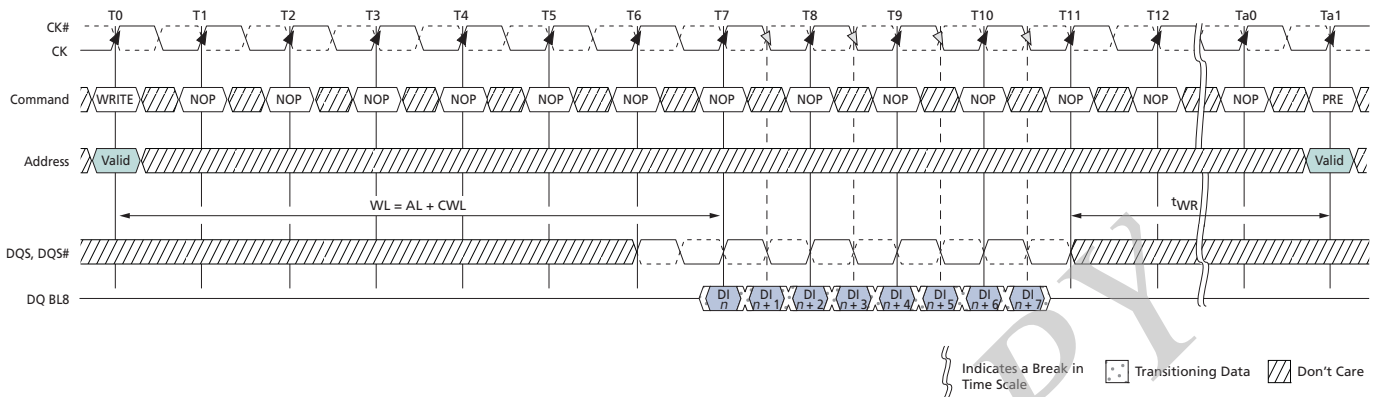 T0 T1 T2 T3 T4 T5 T6 T7 T8 T9 T10 T11 T12 Ta0 Ta1
CK#
CK
Command WRITE NOP NOP NOP NOP NOP NOP NOP NOP NOP NOP NOP NOP NOP PRE
Address Valid Valid
WL = AL + CWL tWR
DQS, DQS#
DQ BL8 DI n DI n + 1 DI n + 2 DI n + 3 DI n + 4 DI n + 5 DI n + 6 DI n + 7
Indicates a Break in
Time Scale
Transitioning Data
Don't Care
PY